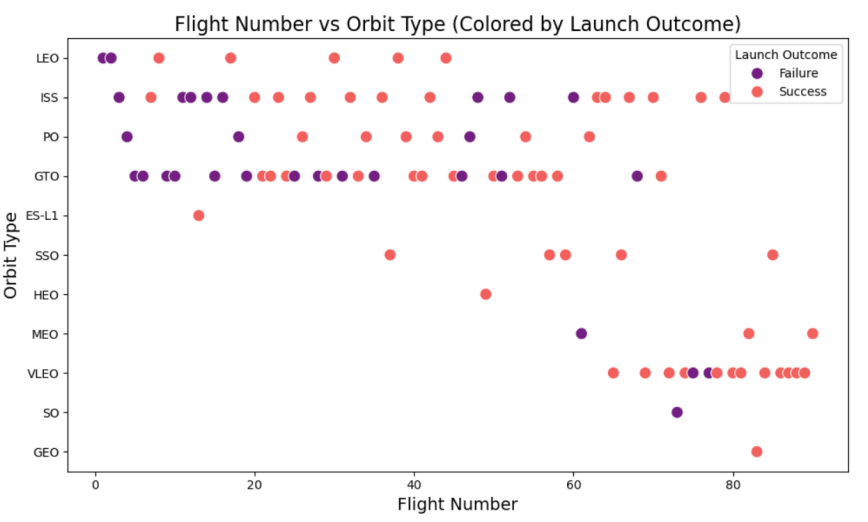 Flight Number vs Orbit Type (Colored by Launch Outcome)
Orbit Type
LEO
ISS
PO
GTO
ES-L1
SSO
HEO
MEO
VLEO
SO
GEO
Launch Outcome
Failure
Success
0 20 40 60 80
Flight Number